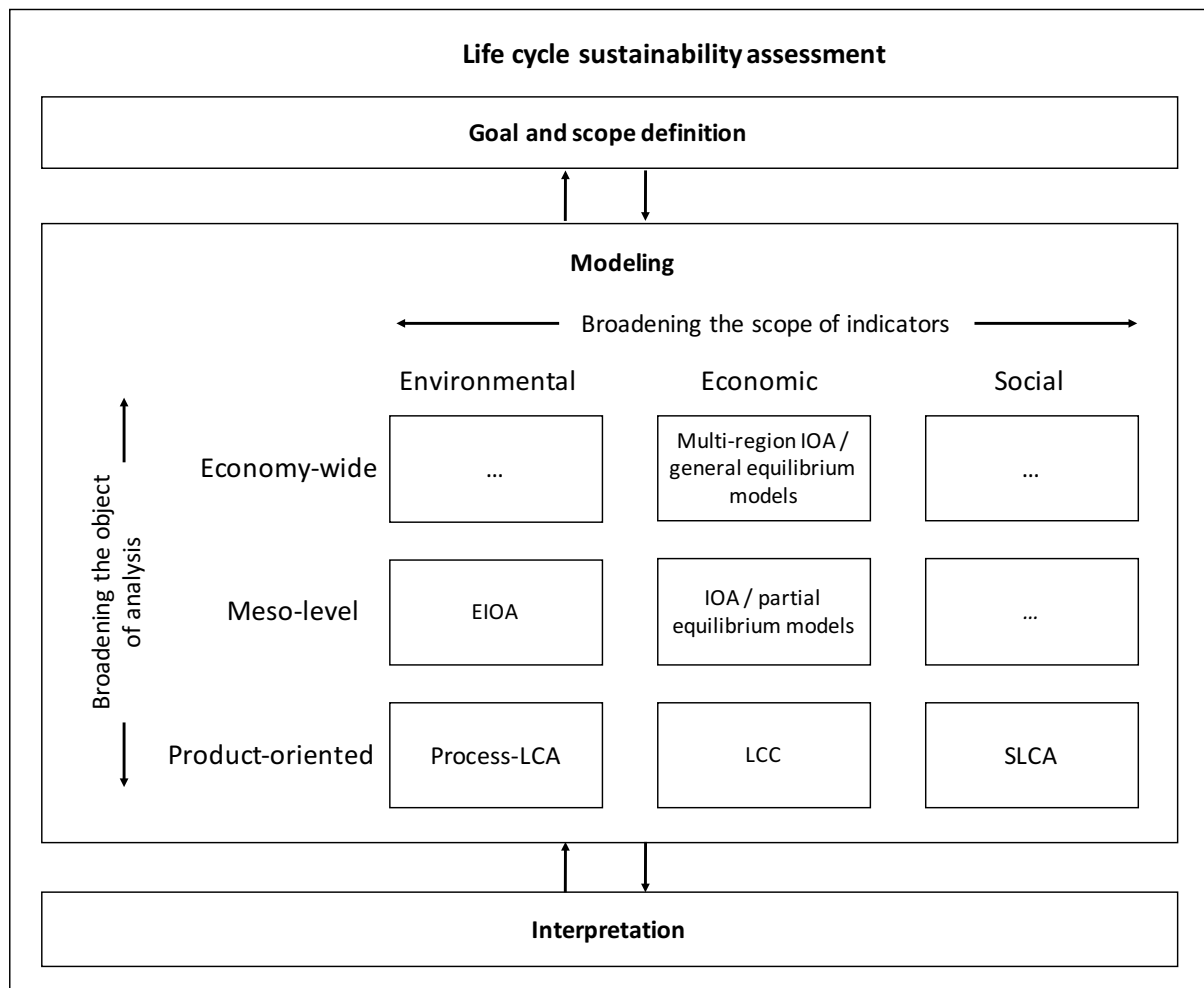 Life cycle sustainability assessment
Goal and scope definition
Modeling
Broadening the scope of indicators
Environmental
Economic
Social
Broadening the object
of analysis
Economy-wide
...
Multi-region IOA /
general equilibrium
models
...
Meso-level
EIOA
IOA / partial
equilibrium models
...
Product-oriented
Process-LCA
LCC
SLCA
Interpretation